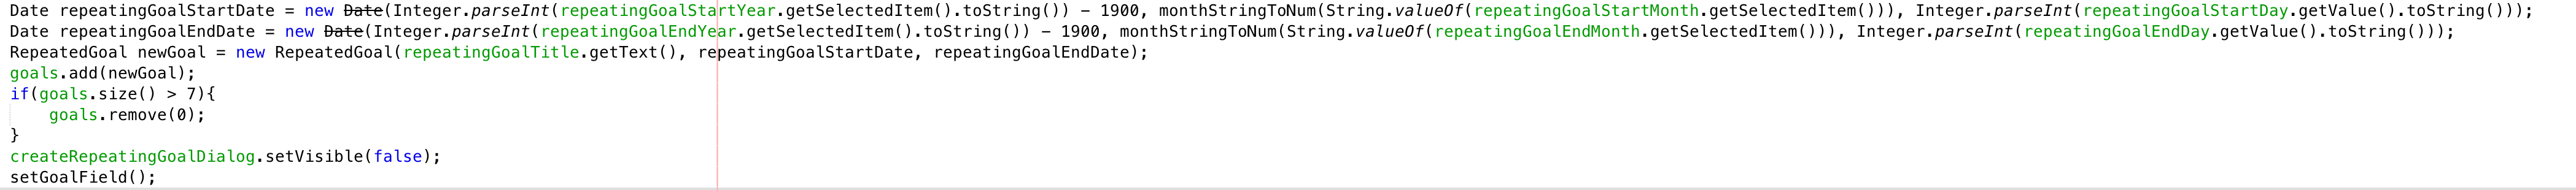 Date repeatingGoalStartDate = new Date(Integer.parseInt(repeatingGoalStartYear.getSelectedItem().toString()) - 1900, monthStringToNum(String.valueOf(repeatingGoalStartMonth.getSelectedItem())), Integer.parseInt(repeatingGoalStartDay.getValue().toString()));
Date repeatingGoalEndDate = new Date(Integer.parseInt(repeatingGoalEndYear.getSelectedItem().toString()) - 1900, monthStringToNum(String.valueOf(repeatingGoalEndMonth.getSelectedItem())), Integer.parseInt(repeatingGoalEndDay.getValue().toString()));
RepeatedGoal newGoal = new RepeatedGoal(repeatingGoalTitle.getText(), repeatingGoalStartDate, repeatingGoalEndDate);
goals.add(newGoal);
if(goals.size() > 7){
    goals.remove(0);
}
createRepeatingGoalDialog.setVisible(false);
setGoalField();